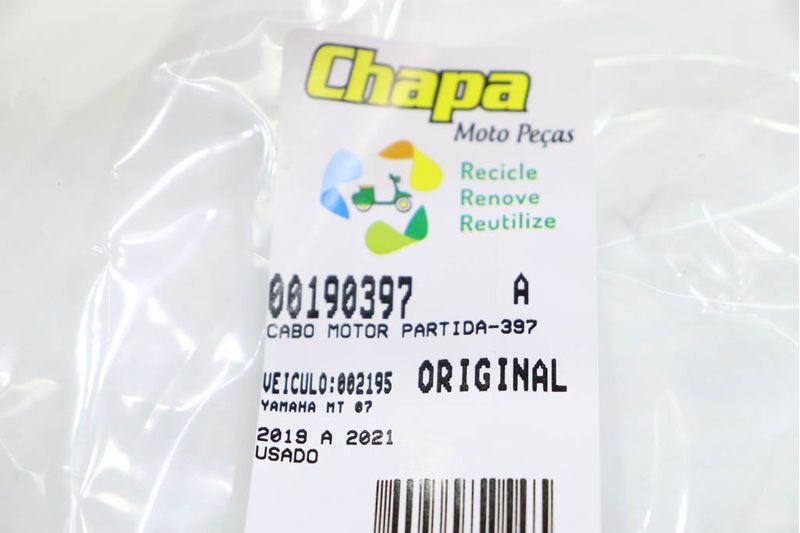 Chapa
Moto Peças
Recicle
Renove
Reutilize
00190397 A
CABO MOTOR PARTIDA-397
VEICULO:002195 ORIGINAL
YAMAHA MT 07
2019 A 2021
USADO